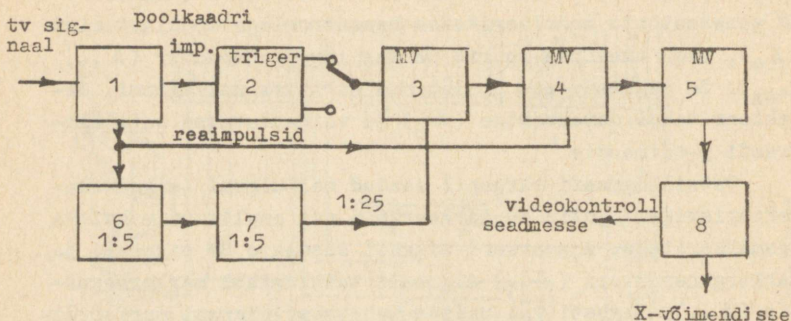 tv sig-
naal
poolkaadri
imp.
triger
MV
MV
MV
1
2
3
4
5
reaimpulsid
6
1:5
7
1:5
1:25
videokontroll
seadmesse
8
X-võimendisse